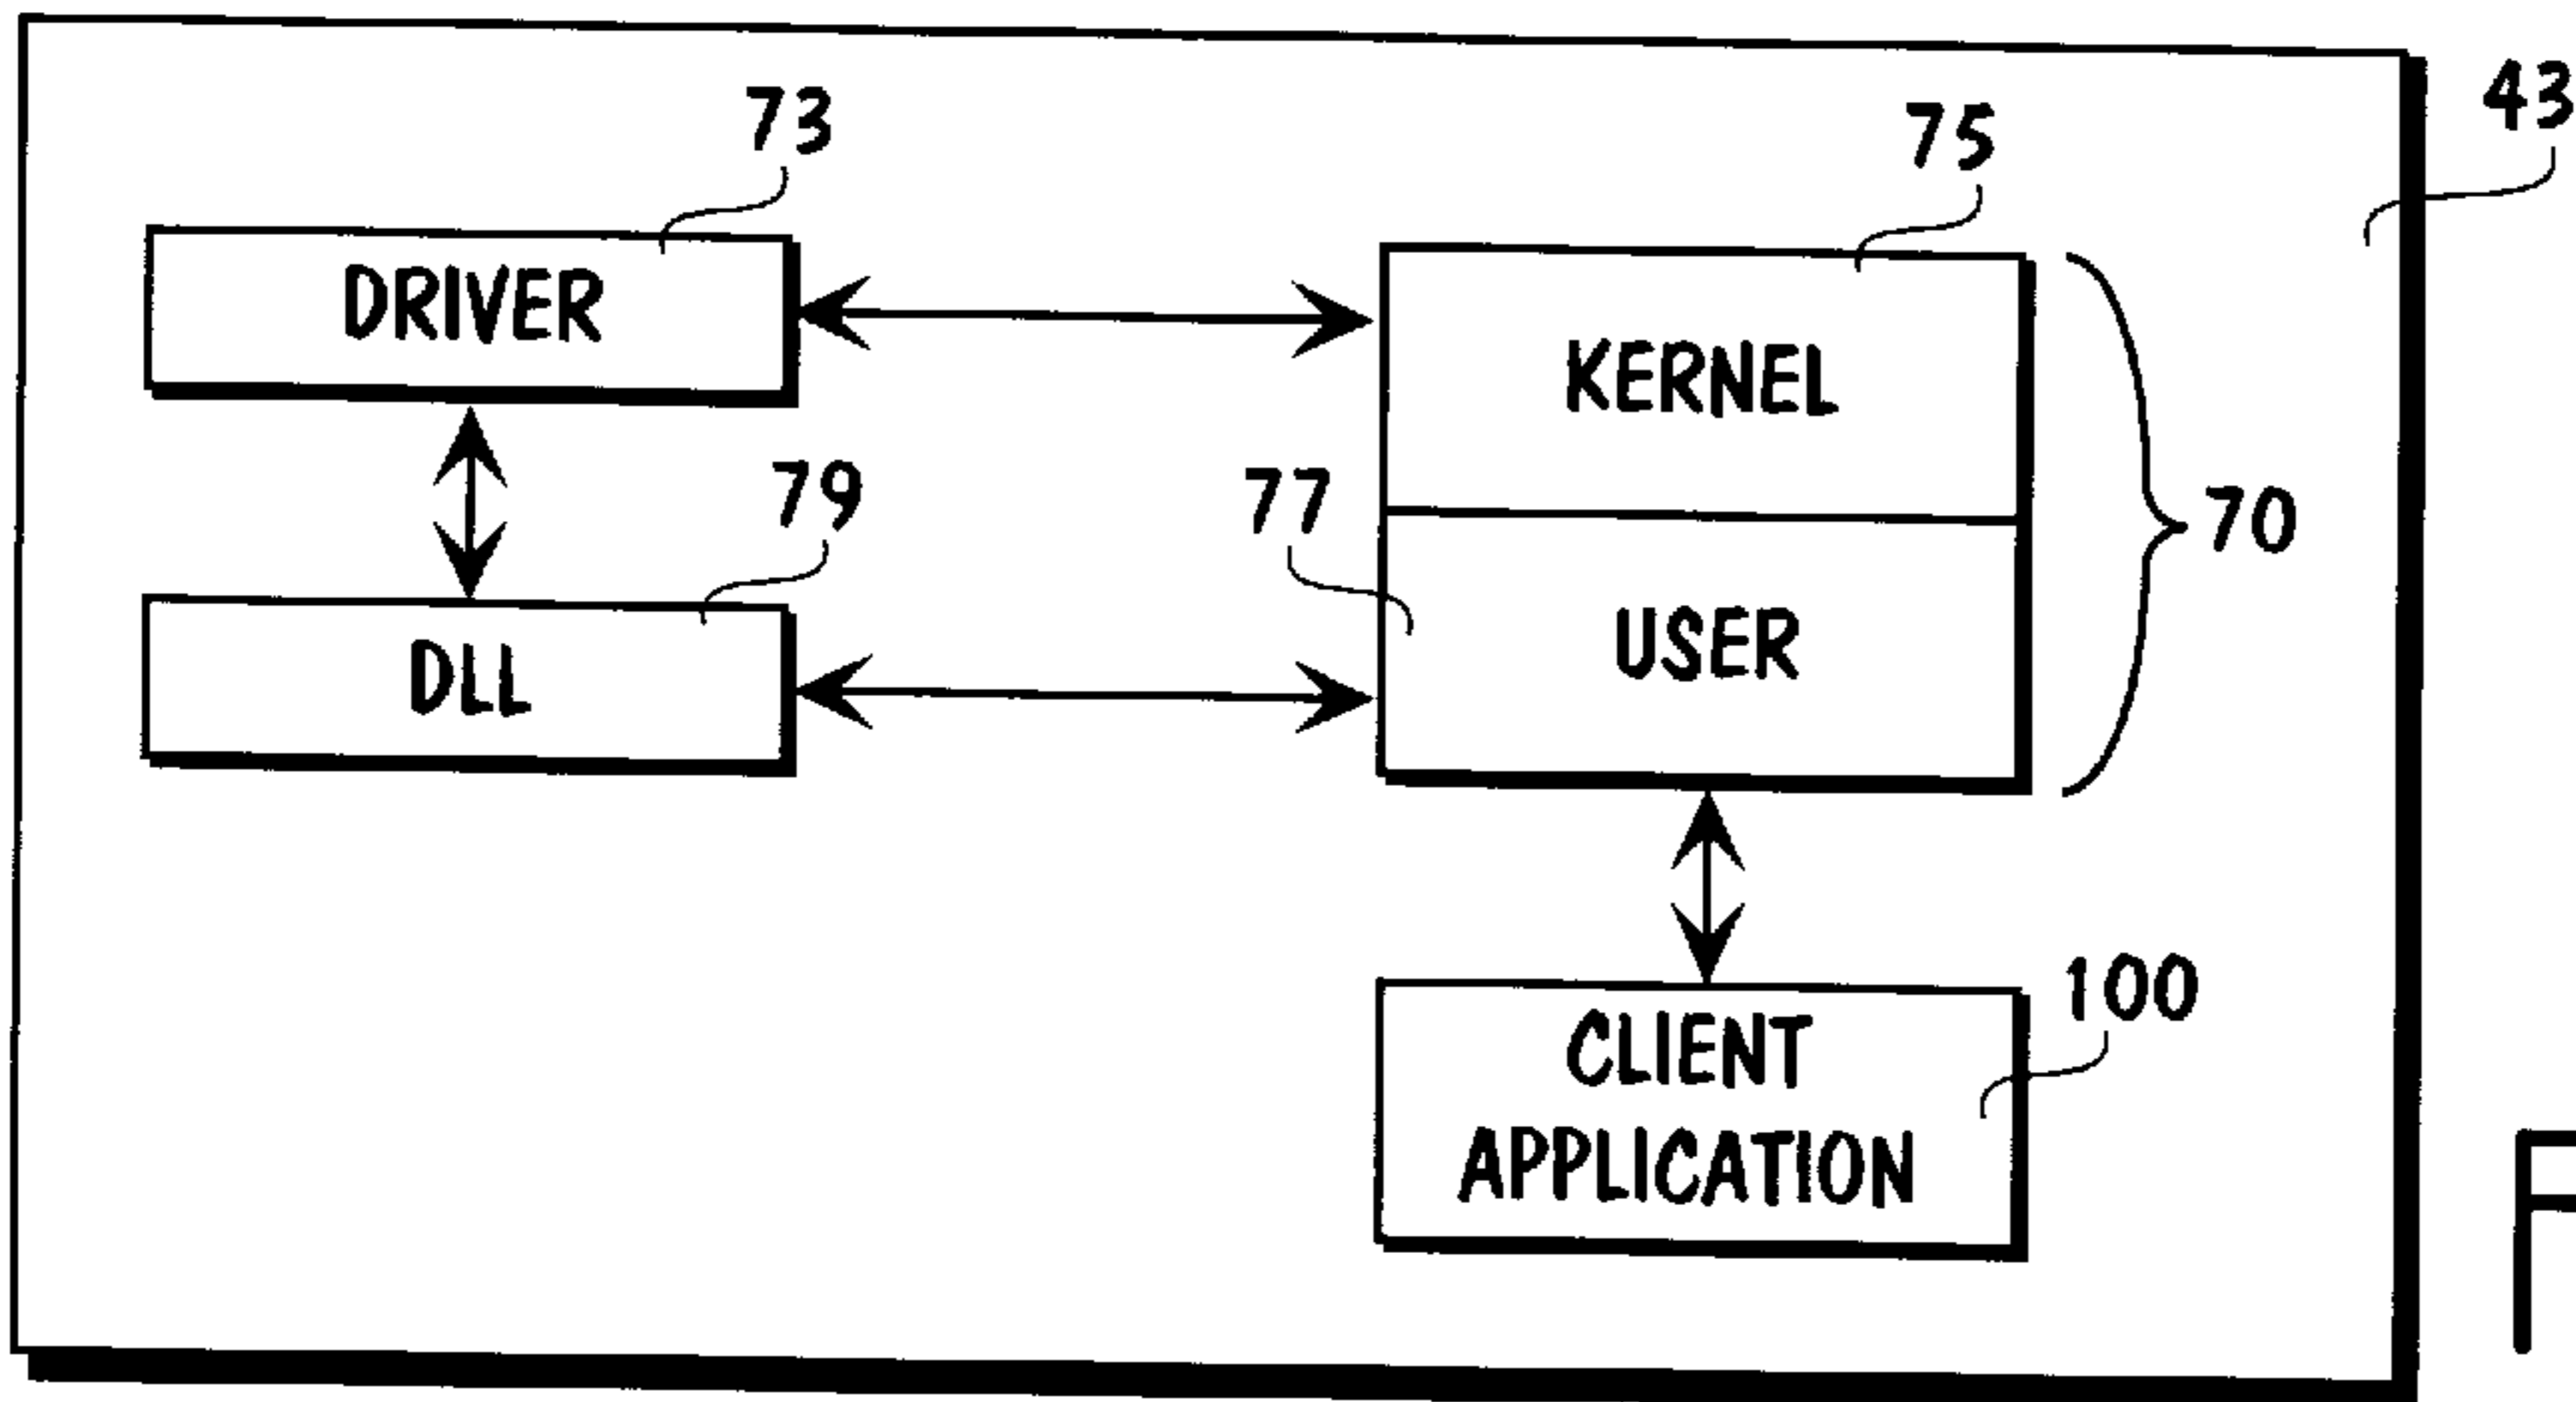 43
73
75
DRIVER
KERNEL
79
77
70
DLL
USER
100
CLIENT
APPLICATION
F